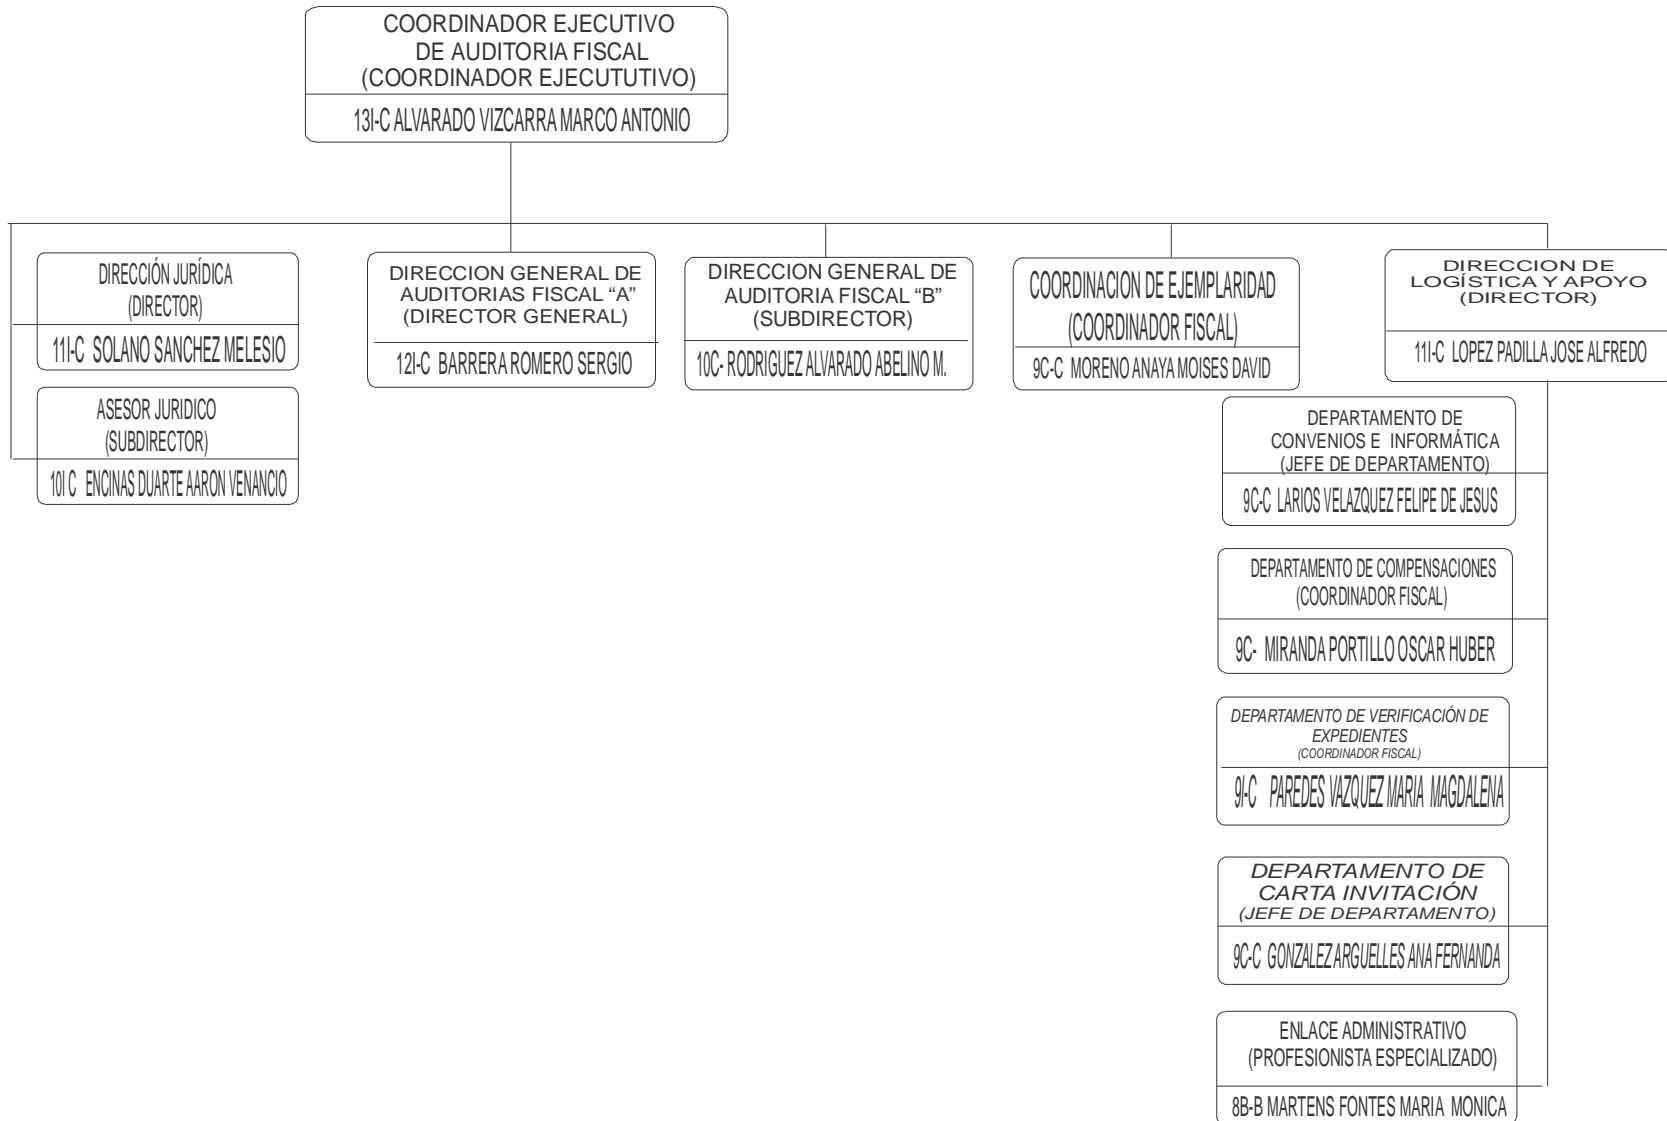 COORDINADOR EJECUTIVO
DE AUDITORIA FISCAL
(COORDINADOR EJECUTUTIVO)
13I-C ALVARADO VIZCARRA MARCO ANTONIO
DIRECCIÓN JURÍDICA
(DIRECTOR)
11I-C SOLANO SANCHEZ MELESIO
ASESOR JURIDICO
(SUBDIRECTOR)
10I C ENCINAS DUARTE AARON VENANCIO
DIRECCION GENERAL DE
AUDITORIAS FISCAL “A”
(DIRECTOR GENERAL)
12I-C BARRERA ROMERO SERGIO
DIRECCION GENERAL DE
AUDITORIA FISCAL “B”
(SUBDIRECTOR)
10C- RODRIGUEZ ALVARADO ABELINO M.
COORDINACION DE EJEMPLARIDAD
(COORDINADOR FISCAL)
9C-C MORENO ANAYA MOISES DAVID
DIRECCION DE
LOGÍSTICA Y APOYO
(DIRECTOR)
11I-C LOPEZ PADILLA JOSE ALFREDO
DEPARTAMENTO DE
CONVENIOS E INFORMÁTICA
(JEFE DE DEPARTAMENTO)
9C-C LARIOS VELAZQUEZ FELIPE DE JESUS
DEPARTAMENTO DE COMPENSACIONES
(COORDINADOR FISCAL)
9C- MIRANDA PORTILLO OSCAR HUBER
DEPARTAMENTO DE VERIFICACIÓN DE
EXPEDIENTES
(COORDINADOR FISCAL)
9I-C PAREDES VAZQUEZ MARIA MAGDALENA
DEPARTAMENTO DE
CARTA INVITACIÓN
(JEFE DE DEPARTAMENTO)
9C-C GONZALEZ ARGUELLES ANA FERNANDA
ENLACE ADMINISTRATIVO
(PROFESIONISTA ESPECIALIZADO)
8B-B MARTENS FONTES MARIA MONICA